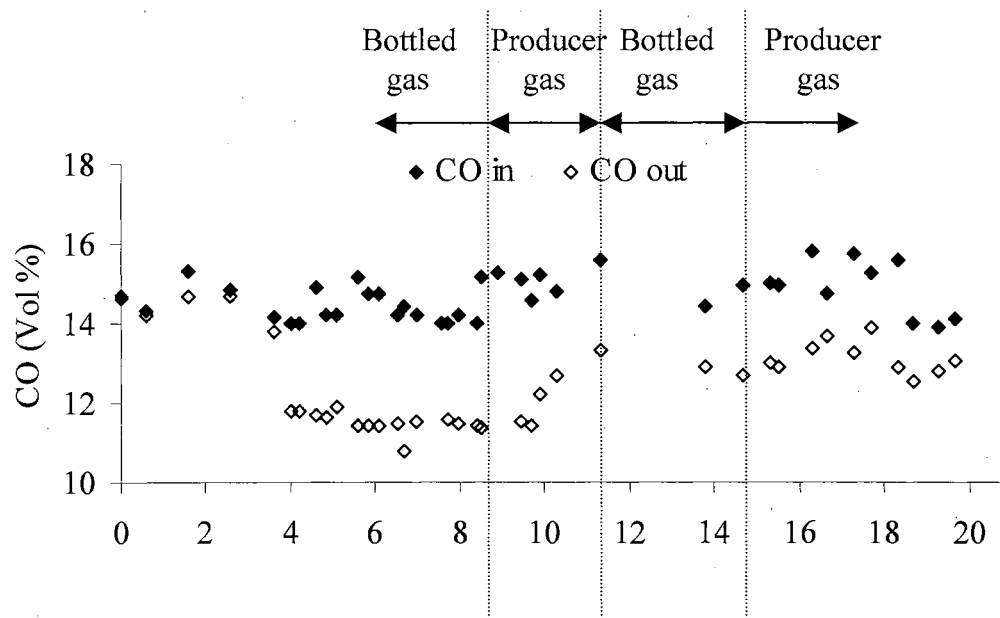 Bottled Producer Bottled Producer
gas gas gas gas
CO in CO out
CO (Vol %)
18
16
14
12
10
0 2 4 6 8 10 12 14 16 18 20